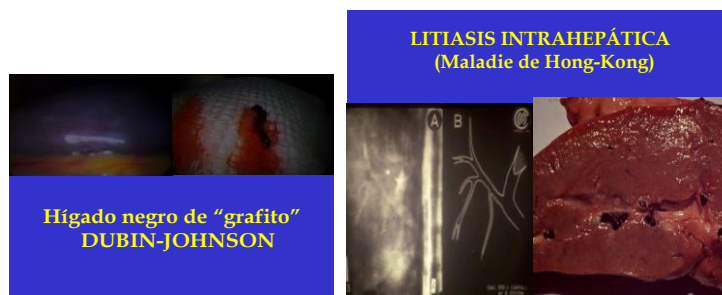 Hígado negro de “grafito”
DUBIN-JOHNSON
LITIASIS INTRAHEPÁTICA
(Maladie de Hong-Kong)
A B